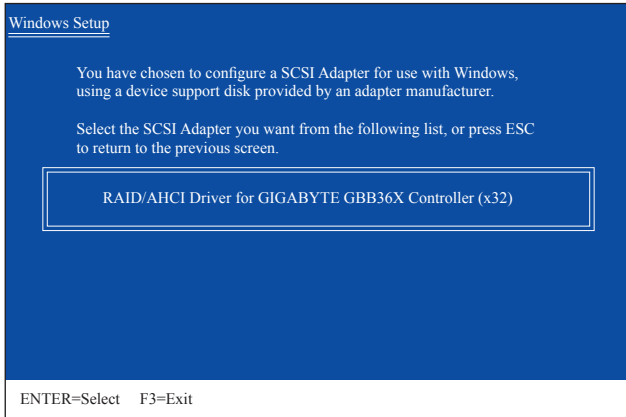 Windows Setup
You have chosen to configure a SCSI Adapter for use with Windows,
using a device support disk provided by an adapter manufacturer.
Select the SCSI Adapter you want from the following list, or press ESC
to return to the previous screen.
RAID/AHCI Driver for GIGABYTE GBB36X Controller (x32)
ENTER=Select F3=Exit